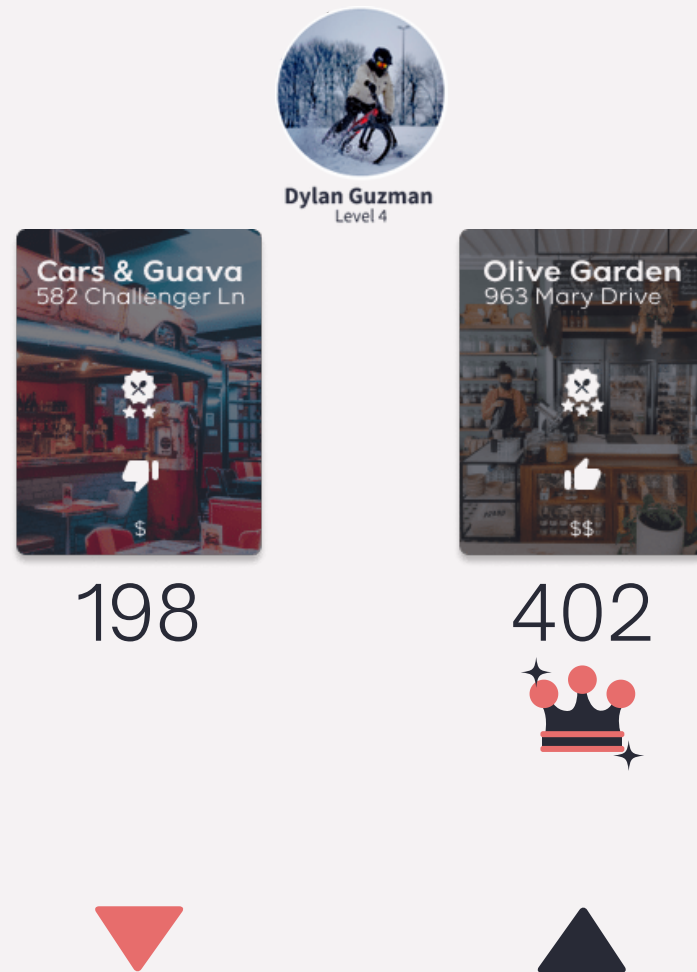 Dylan Guzman
Level 4
Cars & Guava
582 Challenger Ln
$
198
Olive Garden
963 Mary Drive
$$
402